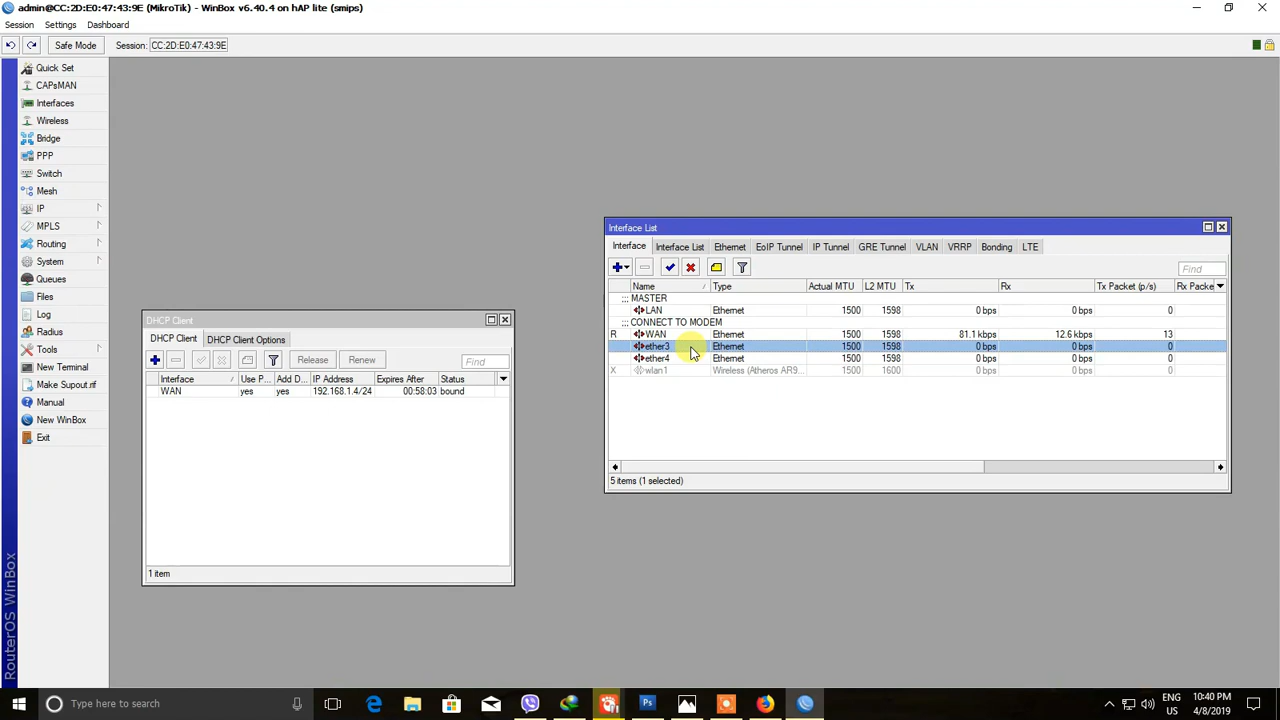 admin@CC:2D:E0:47:43:9E (MikroTik) - WinBox v6.40.4 on hAP lite (smips)
Session Settings Dashboard
Safe Mode Session: CC:2D:E0:47:43:9E
Quick Set
CAPsMAN
Interfaces
Wireless
Bridge
PPP
Switch
Mesh
IP
MPLS
Routing
System
Queues
Files
Log
Radius
Tools
New Terminal
MetaROUTER
Partition
Make Supout.rif
Manual
New WinBox
Exit
RouterOS WinBox
DHCP Client
DHCP Client DHCP Client Options
Release Renew Find
Interface Use P... Add D... IP Address Expires After Status
WAN yes yes 192.168.1.4/24 00:58:03 bound
1 item
Interface List
Interface Interface List Ethernet EoIP Tunnel IP Tunnel GRE Tunnel VLAN VRRP Bonding LTE
Find
Name Type Actual MTU L2 MTU Tx Rx Tx Packet (p/s) Rx Packe
;;; MASTER
LAN Ethernet 1500 1598 0 bps 0 bps 0
;;; CONNECT TO MODEM
R WAN Ethernet 1500 1598 81.1 kbps 12.6 kbps 13
ether3 Ethernet 1500 1598 0 bps 0 bps 0
ether4 Ethernet 1500 1598 0 bps 0 bps 0
X wlan1 Wireless (Atheros AR9... 1500 1600 0 bps 0 bps 0
5 items (1 selected)
Type here to search
Ps
ENG
US
10:40 PM
4/8/2019